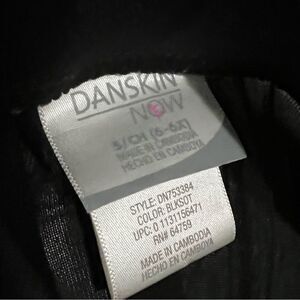 DANSKIN
NOW
S/CH (6-6X)
MADE IN CAMBODIA
HECHO EN CAMBOYA
STYLE: DN753384
COLOR: BLKSOT
UPC: 0 1131156471
RN# 64759
MADE IN CAMBODIA
HECHO EN CAMBOYA